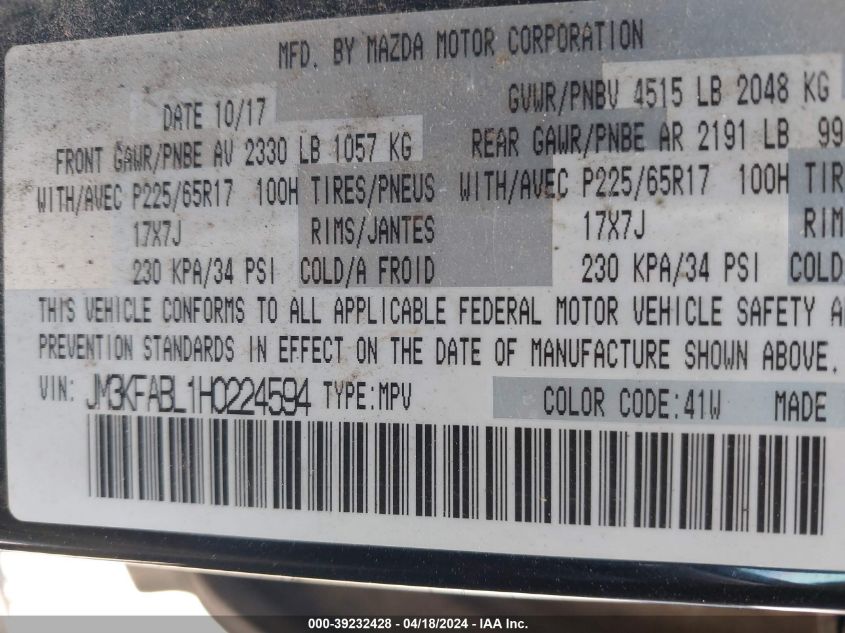 MFD. BY MAZDA MOTOR CORPORATION
DATE 10/17 GVWR/PNBV 4515 LB 2048 KG
FRONT GAWR/PNBE AV 2330 LB 1057 KG REAR GAWR/PNBE AR 2191 LB 99
WITH/AVEC P225/65R17 100H TIRES/PNEUS WITH/AVEC P225/65R17 100H TIR
17X7J RIMS/JANTES 17X7J RIM
230 KPA/34 PSI COLD/A FROID 230 KPA/34 PSI COLD
THIS VEHICLE CONFORMS TO ALL APPLICABLE FEDERAL MOTOR VEHICLE SAFETY A
PREVENTION STANDARDS IN EFFECT ON THE DATE OF MANUFACTURE SHOWN ABOVE.
VIN: JM3KFABL1H0224594 TYPE:MPV COLOR CODE:41W MADE
000-39232428 - 04/18/2024 - IAA Inc.